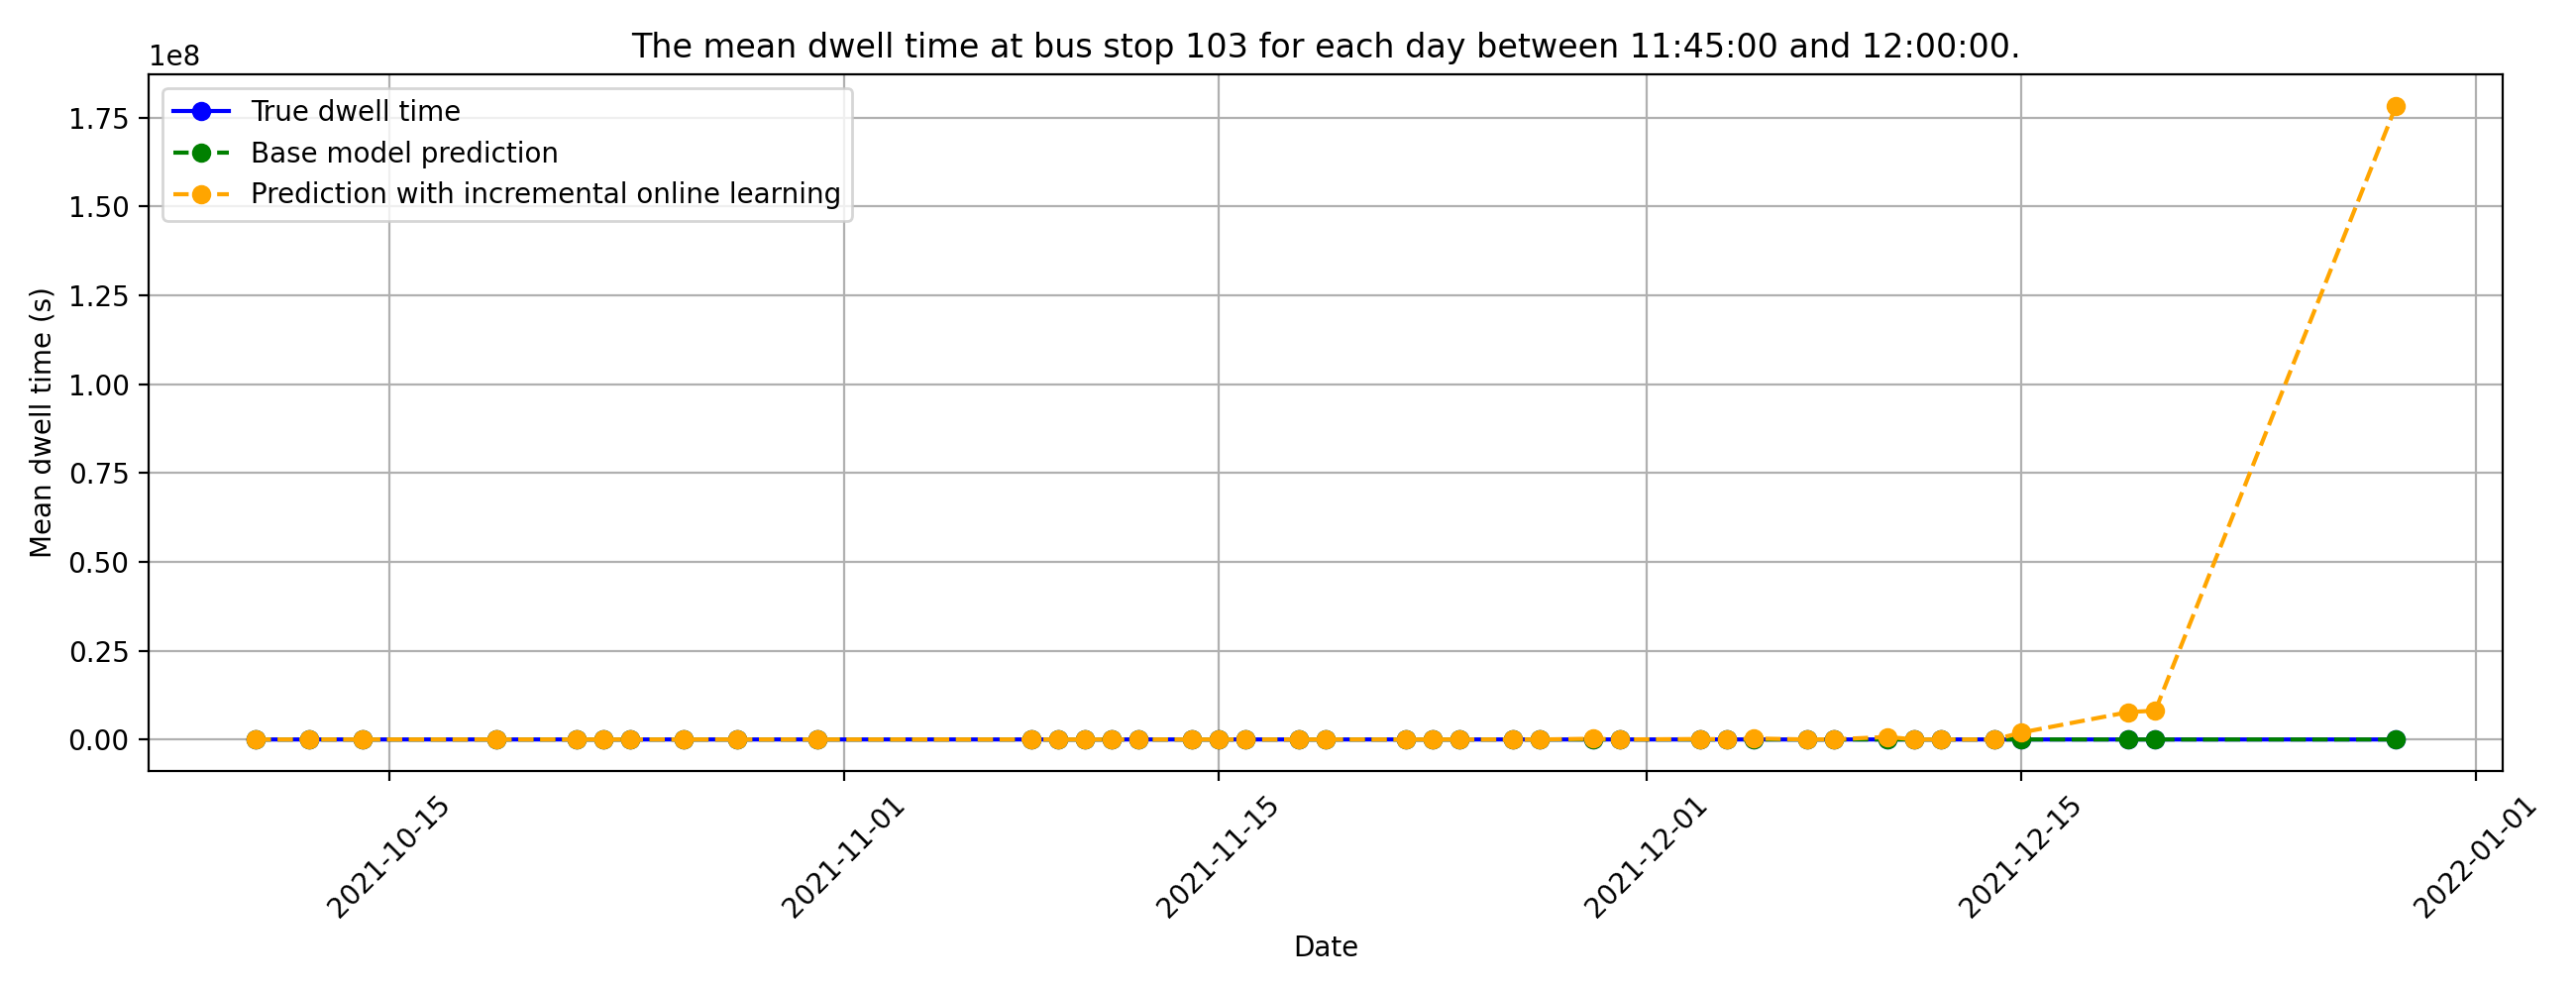 The mean dwell time at bus stop 103 for each day between 11:45:00 and 12:00:00.
1e8
True dwell time
Base model prediction
Prediction with incremental online learning
Mean dwell time (s)
1.75
1.50
1.25
1.00
0.75
0.50
0.25
0.00
2021-10-15
2021-11-01
2021-11-15
2021-12-01
2021-12-15
2022-01-01
Date